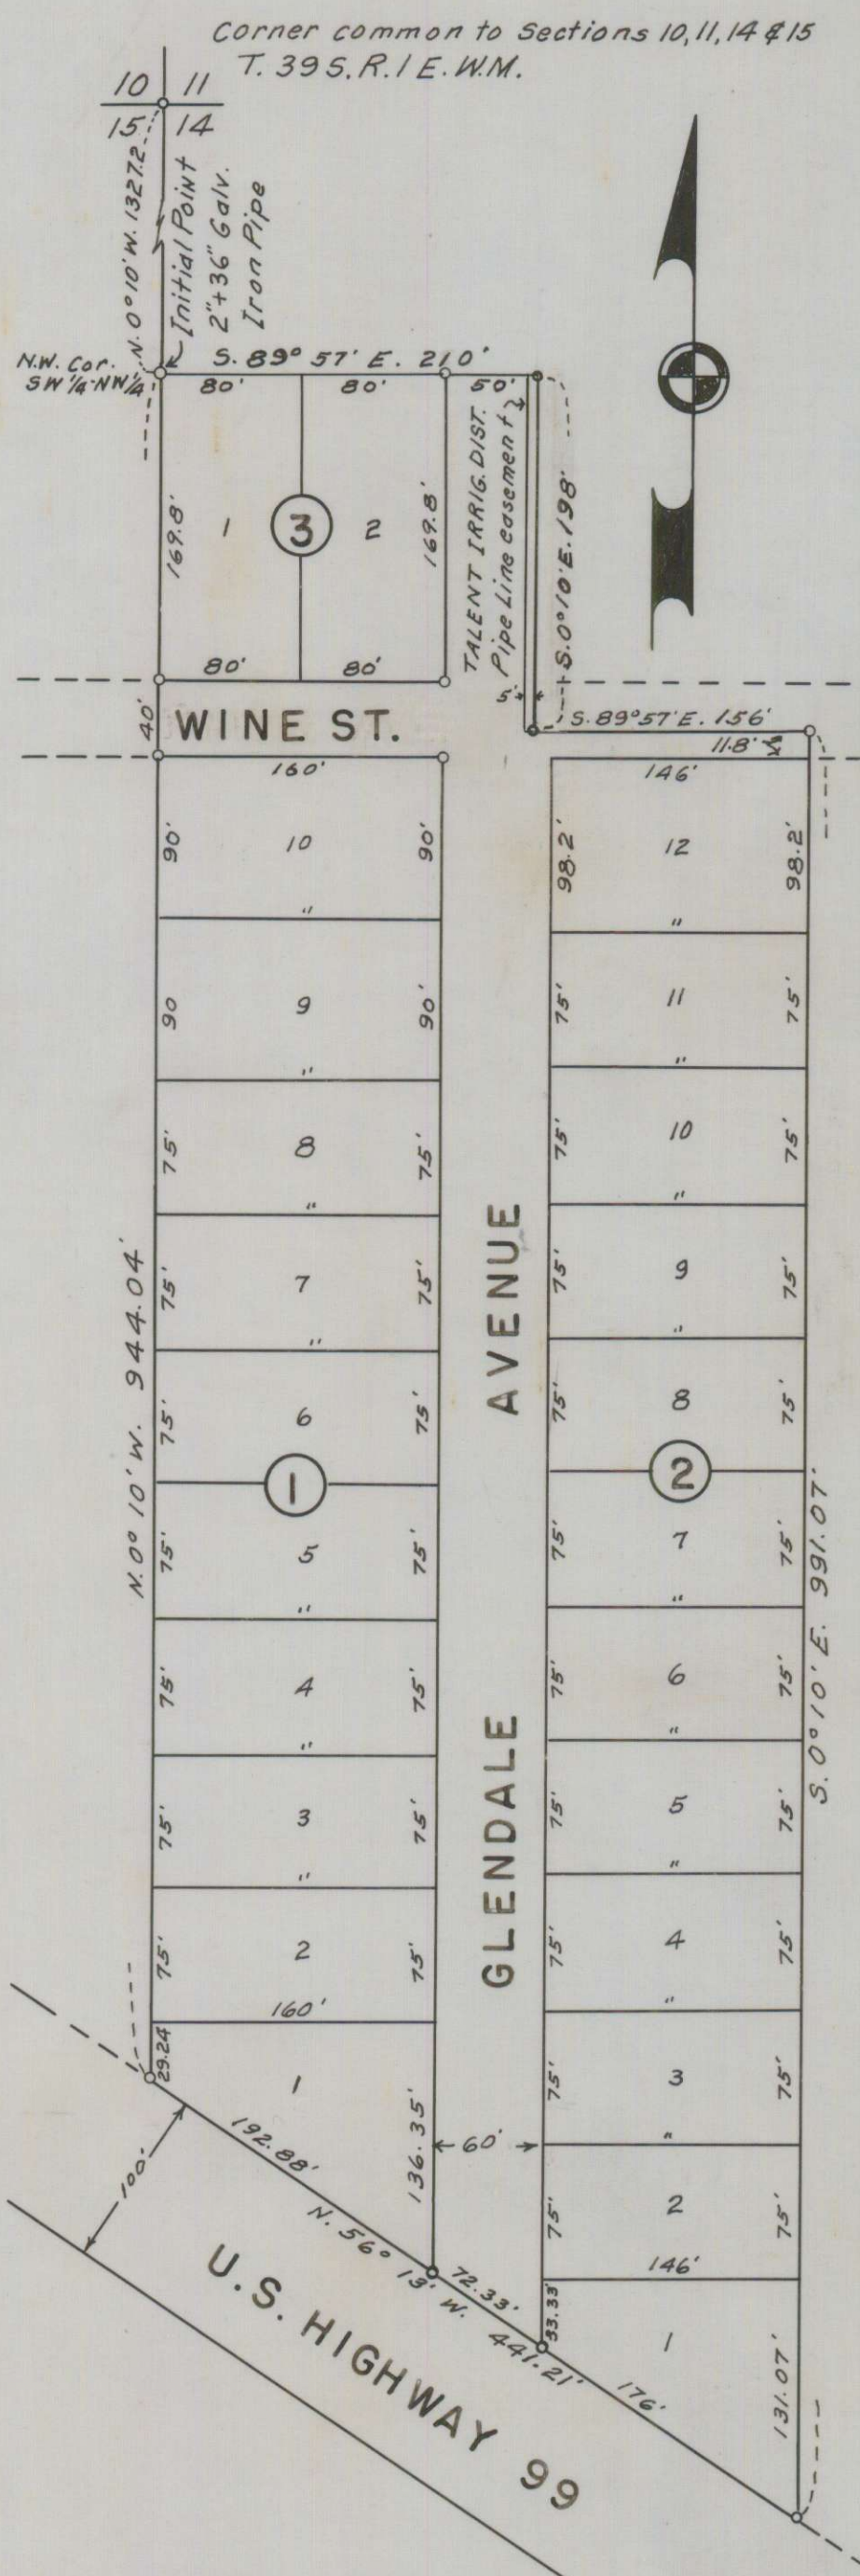 Corner common to Sections 10, 11, 14 & 15
T. 39 S. R. 1 E. W.M.
10 11
15 14
N. 0° 10' W. 1327.2
Initial Point
2"+36" Galv.
Iron Pipe
N.W. Cor.
SW 1/4-NW 1/4
S. 89° 57' E. 210'
80' 80' 50'
169.8' 1 3 2 169.8'
TALENT IRRIG. DIST.
Pipe Line easement
S. 0° 10' E. 198'
80' 80'
5'
40' WINE ST.
S. 89° 57' E. 156'
11.8'
160' 146'
90' 10 90' 98.2' 12 98.2'
" "
90 9 90' 75' 11 75'
" "
75' 8 75' 75' 10 75'
" "
75' 7 75' 75' 9 75'
" "
75' 6 75' 75' 8 75'
1 2
75' 5 75' 75' 7 75'
" "
75' 4 75' 75' 6 75'
" "
75' 3 75' 75' 5 75'
" "
75' 2 75' 75' 4 75'
160' "
29.24 1 136.35' 75' 3 75'
"
75' 2 75'
146'
53.33' 1 131.07'
N. 0° 10' W. 944.04'
GLENDALE AVENUE
S. 0° 10' E. 991.07'
60'
192.88' 72.33' 176'
N. 56° 13' W. 441.21'
100'
U.S. HIGHWAY 99